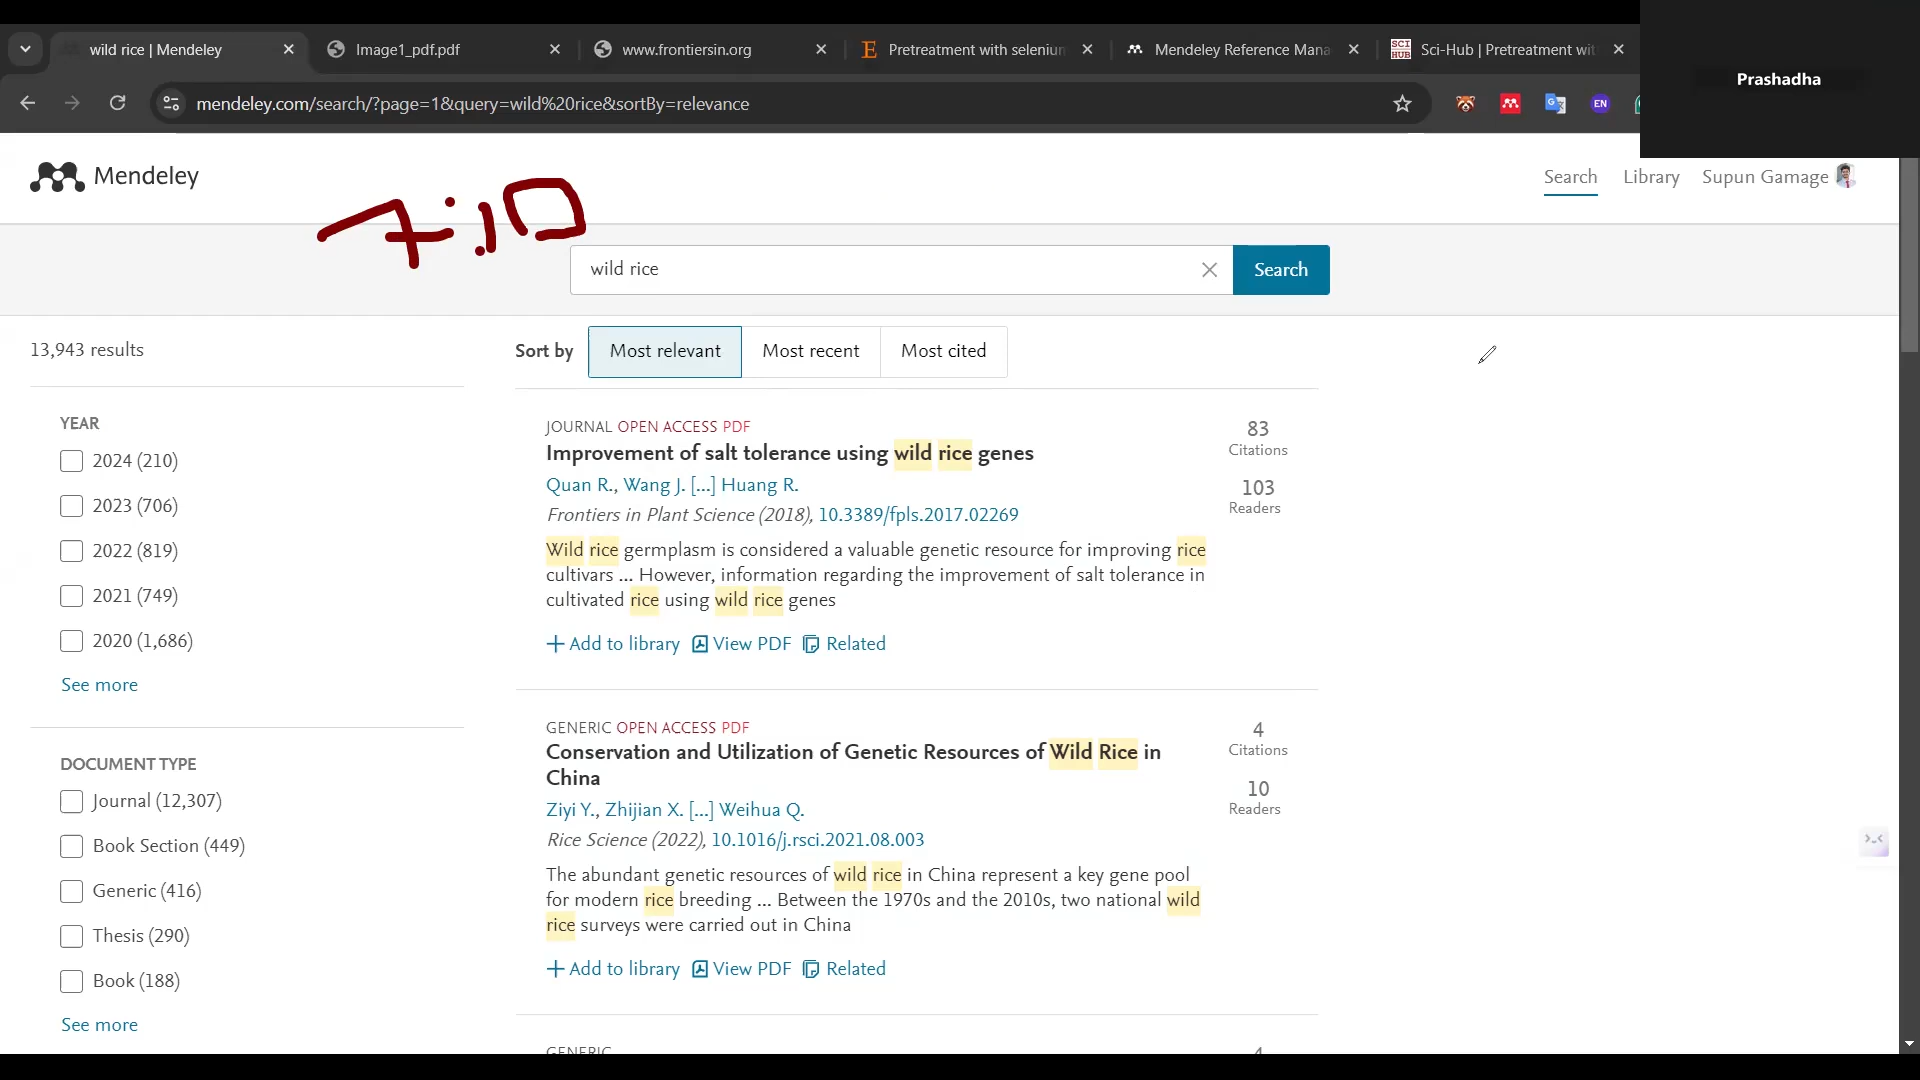 wild rice | Mendeley
Image1_pdf.pdf
www.frontiersin.org
Pretreatment with selenium
Mendeley Reference Mana
Sci-Hub | Pretreatment wit
Prashadha
mendeley.com/search/?page=1&query=wild%20rice&sortBy=relevance
EN
Mendeley
Search
Library
Supun Gamage
7:10
wild rice
Search
13,943 results
Sort by
Most relevant
Most recent
Most cited
YEAR
2024 (210)
2023 (706)
2022 (819)
2021 (749)
2020 (1,686)
See more
DOCUMENT TYPE
Journal (12,307)
Book Section (449)
Generic (416)
Thesis (290)
Book (188)
See more
JOURNAL OPEN ACCESS PDF
Improvement of salt tolerance using wild rice genes
Quan R., Wang J. [...] Huang R.
Frontiers in Plant Science (2018), 10.3389/fpls.2017.02269
Wild rice germplasm is considered a valuable genetic resource for improving rice
cultivars ... However, information regarding the improvement of salt tolerance in
cultivated rice using wild rice genes
Add to library View PDF Related
83
Citations
103
Readers
GENERIC OPEN ACCESS PDF
Conservation and Utilization of Genetic Resources of Wild Rice in
China
Ziyi Y., Zhijian X. [...] Weihua Q.
Rice Science (2022), 10.1016/j.rsci.2021.08.003
The abundant genetic resources of wild rice in China represent a key gene pool
for modern rice breeding ... Between the 1970s and the 2010s, two national wild
rice surveys were carried out in China
Add to library View PDF Related
4
Citations
10
Readers
GENERIC